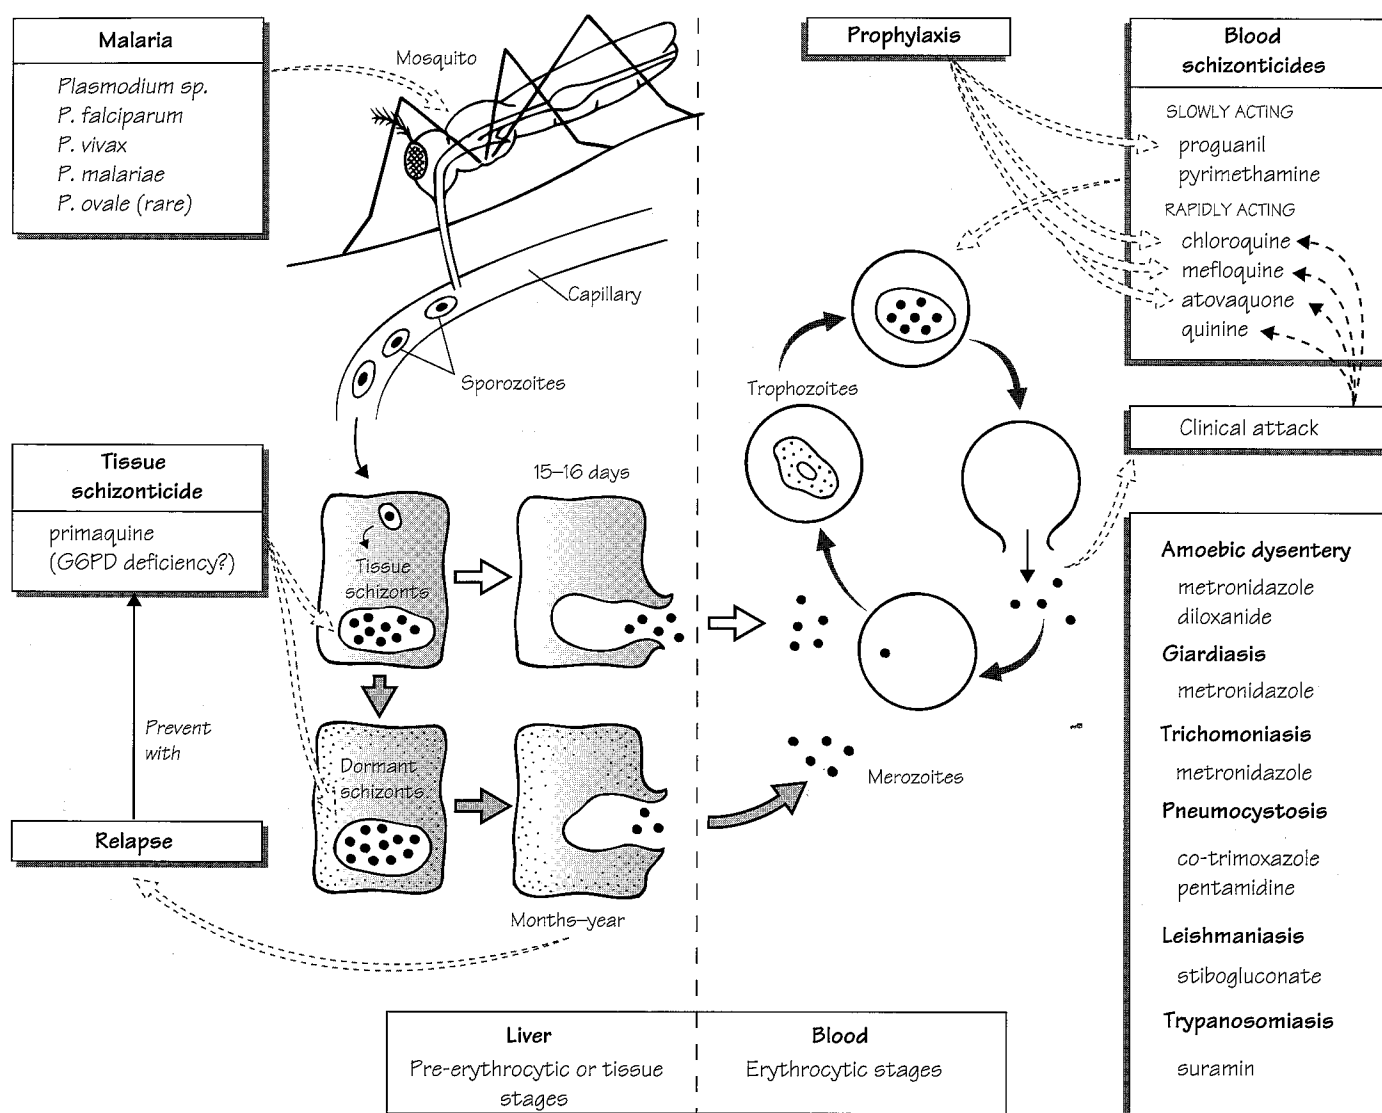 Malaria
Plasmodium sp.
P. falciparum
P. vivax
P. malariae
P. ovale (rare)
Mosquito
Capillary
Sporozoites
Prophylaxis
Blood
schizonticides
SLOWLY ACTING
proguanil
pyrimethamine
RAPIDLY ACTING
chloroquine
mefloquine
atovaquone
quinine
Clinical attack
Trophozoites
Tissue
schizonticide
primaquine
(G6PD deficiency?)
Prevent
with
Relapse
15–16 days
Tissue
schizonts
Dormant
schizonts
Months–year
Merozoites
Amoebic dysentery
metronidazole
diloxanide
Giardiasis
metronidazole
Trichomoniasis
metronidazole
Pneumocystosis
co-trimoxazole
pentamidine
Leishmaniasis
stibogluconate
Trypanosomiasis
suramin
Liver
Pre-erythrocytic or tissue
stages
Blood
Erythrocytic stages